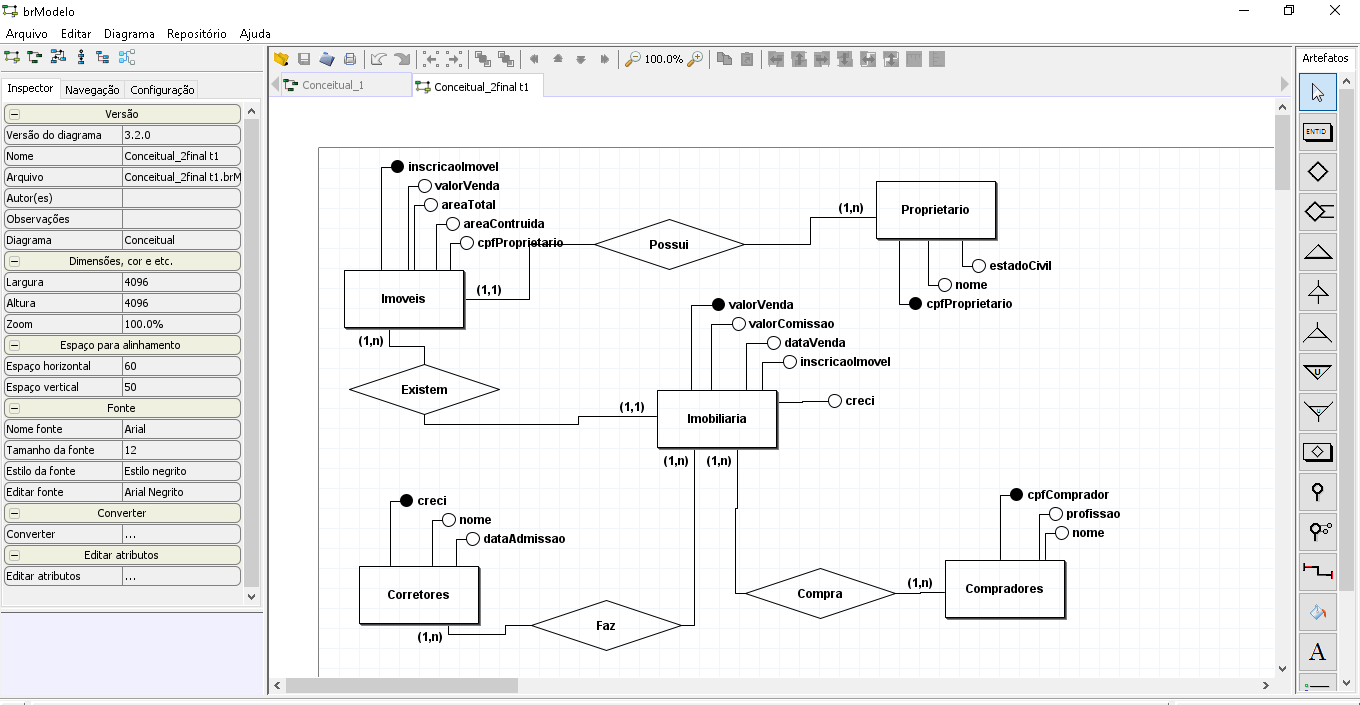 brModelo
Arquivo Editar Diagrama Repositório Ajuda
100.0%
Artefatos
Inspector Navegação Configuração
Conceitual_1 Conceitual_2final t1
Versão
Versão do diagrama 3.2.0
Nome Conceitual_2final t1
Arquivo Conceitual_2final t1.brM
Autor(es)
Observações
Diagrama Conceitual
Dimensões, cor e etc.
Largura 4096
Altura 4096
Zoom 100.0%
Espaço para alinhamento
Espaço horizontal 60
Espaço vertical 50
Fonte
Nome fonte Arial
Tamanho da fonte 12
Estilo da fonte Estilo negrito
Editar fonte Arial Negrito
Converter
Converter ...
Editar atributos
Editar atributos ...
inscricaoImovel
valorVenda
areaTotal
areaContruida
cpfProprietario
Imoveis
(1,1)
Possui
(1,n)
Proprietario
estadoCivil
nome
cpfProprietario
(1,n)
Existem
(1,1)
valorVenda
valorComissao
dataVenda
inscricaoImovel
creci
Imobiliaria
(1,n) (1,n)
creci
nome
dataAdmissao
Corretores
(1,n)
Faz
Compra
(1,n)
cpfComprador
profissao
nome
Compradores
ENTID
U
U
A